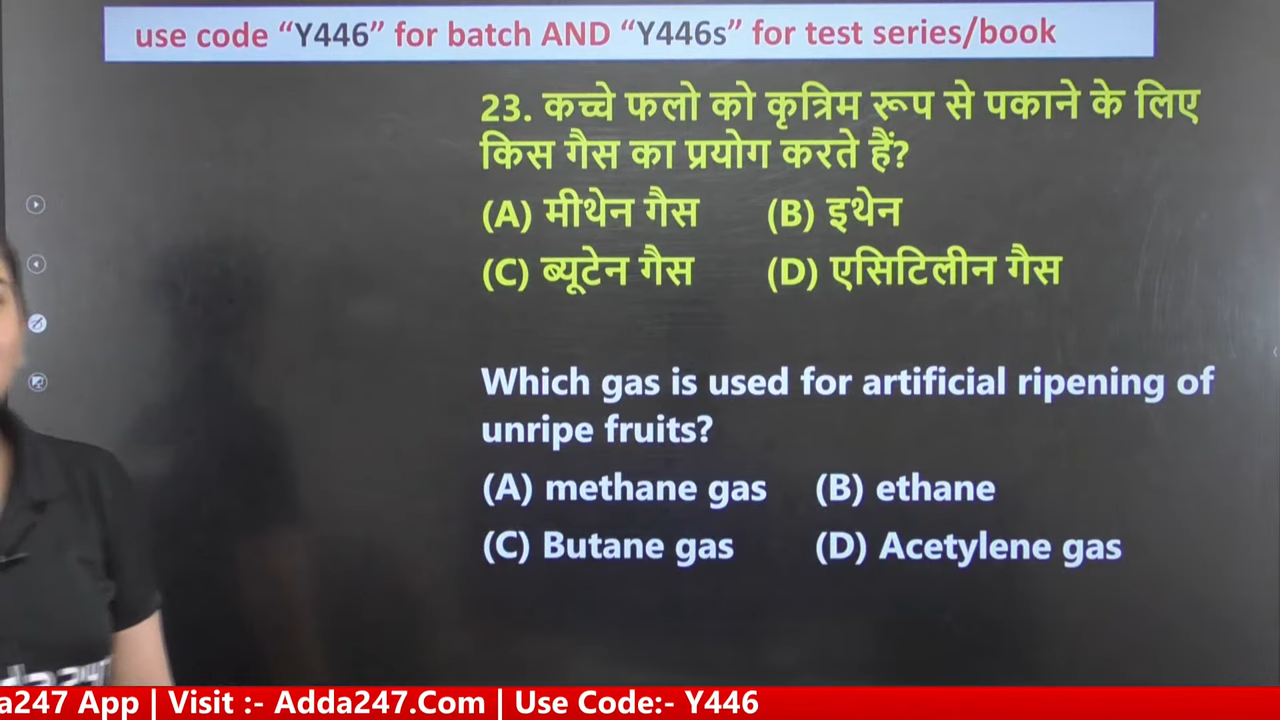 use code “Y446” for batch AND “Y446s” for test series/book
23. कच्चे फलो को कृत्रिम रूप से पकाने के लिए
किस गैस का प्रयोग करते हैं?
(A) मीथेन गैस (B) इथेन
(C) ब्यूटेन गैस (D) एसिटिलीन गैस
Which gas is used for artificial ripening of
unripe fruits?
(A) methane gas (B) ethane
(C) Butane gas (D) Acetylene gas
a247 App | Visit :- Adda247.Com | Use Code:- Y446